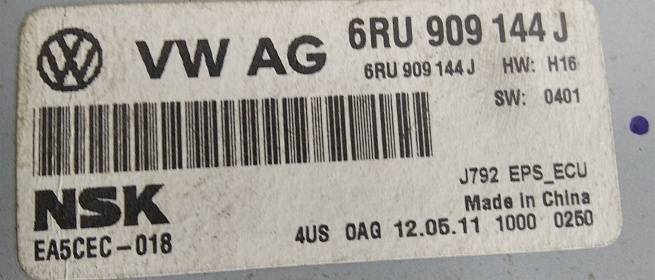 VW AG 6RU 909 144 J
6RU 909 144 J HW: H16
SW: 0401
J792 EPS_ECU
NSK Made in China
EA5CEC-018 4US 0AG 12.05.11 1000 0250